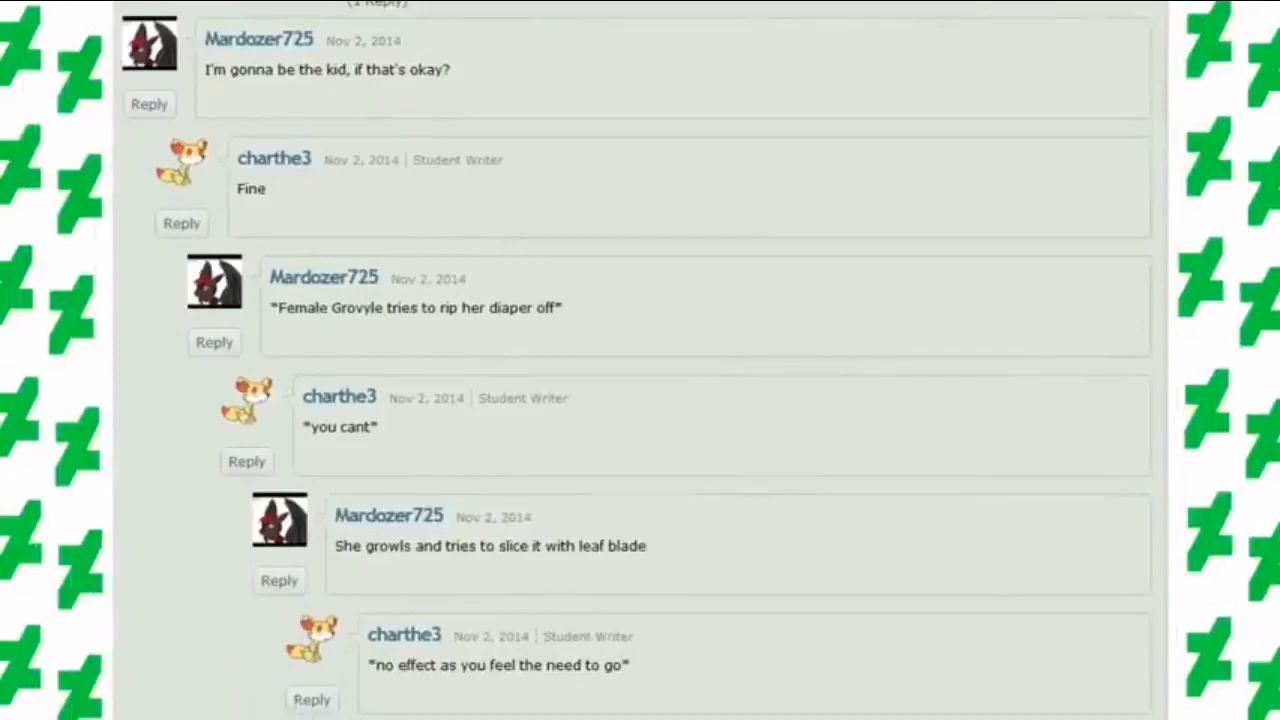 (1 Reply)
Mardozer725 Nov 2, 2014
I'm gonna be the kid, if that's okay?
Reply
charthe3 Nov 2, 2014 | Student Writer
Fine
Reply
Mardozer725 Nov 2, 2014
*Female Grovyle tries to rip her diaper off*
Reply
charthe3 Nov 2, 2014 | Student Writer
*you cant*
Reply
Mardozer725 Nov 2, 2014
She growls and tries to slice it with leaf blade
Reply
charthe3 Nov 2, 2014 | Student Writer
*no effect as you feel the need to go*
Reply